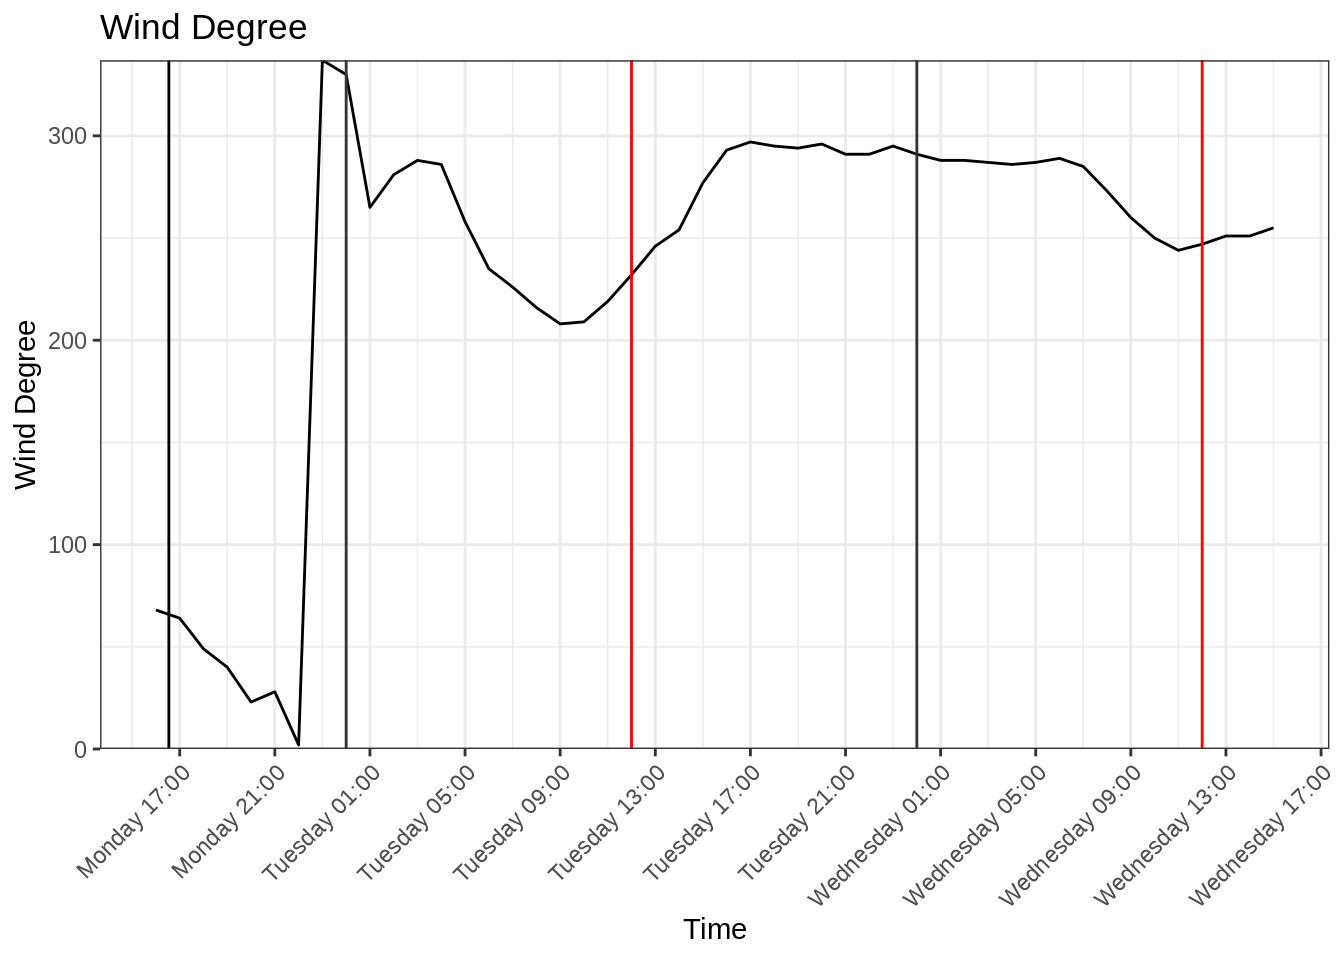 Wind Degree
Wind Degree
300
200
100
0
Monday 17:00
Monday 21:00
Tuesday 01:00
Tuesday 05:00
Tuesday 09:00
Tuesday 13:00
Tuesday 17:00
Tuesday 21:00
Wednesday 01:00
Wednesday 05:00
Wednesday 09:00
Wednesday 13:00
Wednesday 17:00
Time